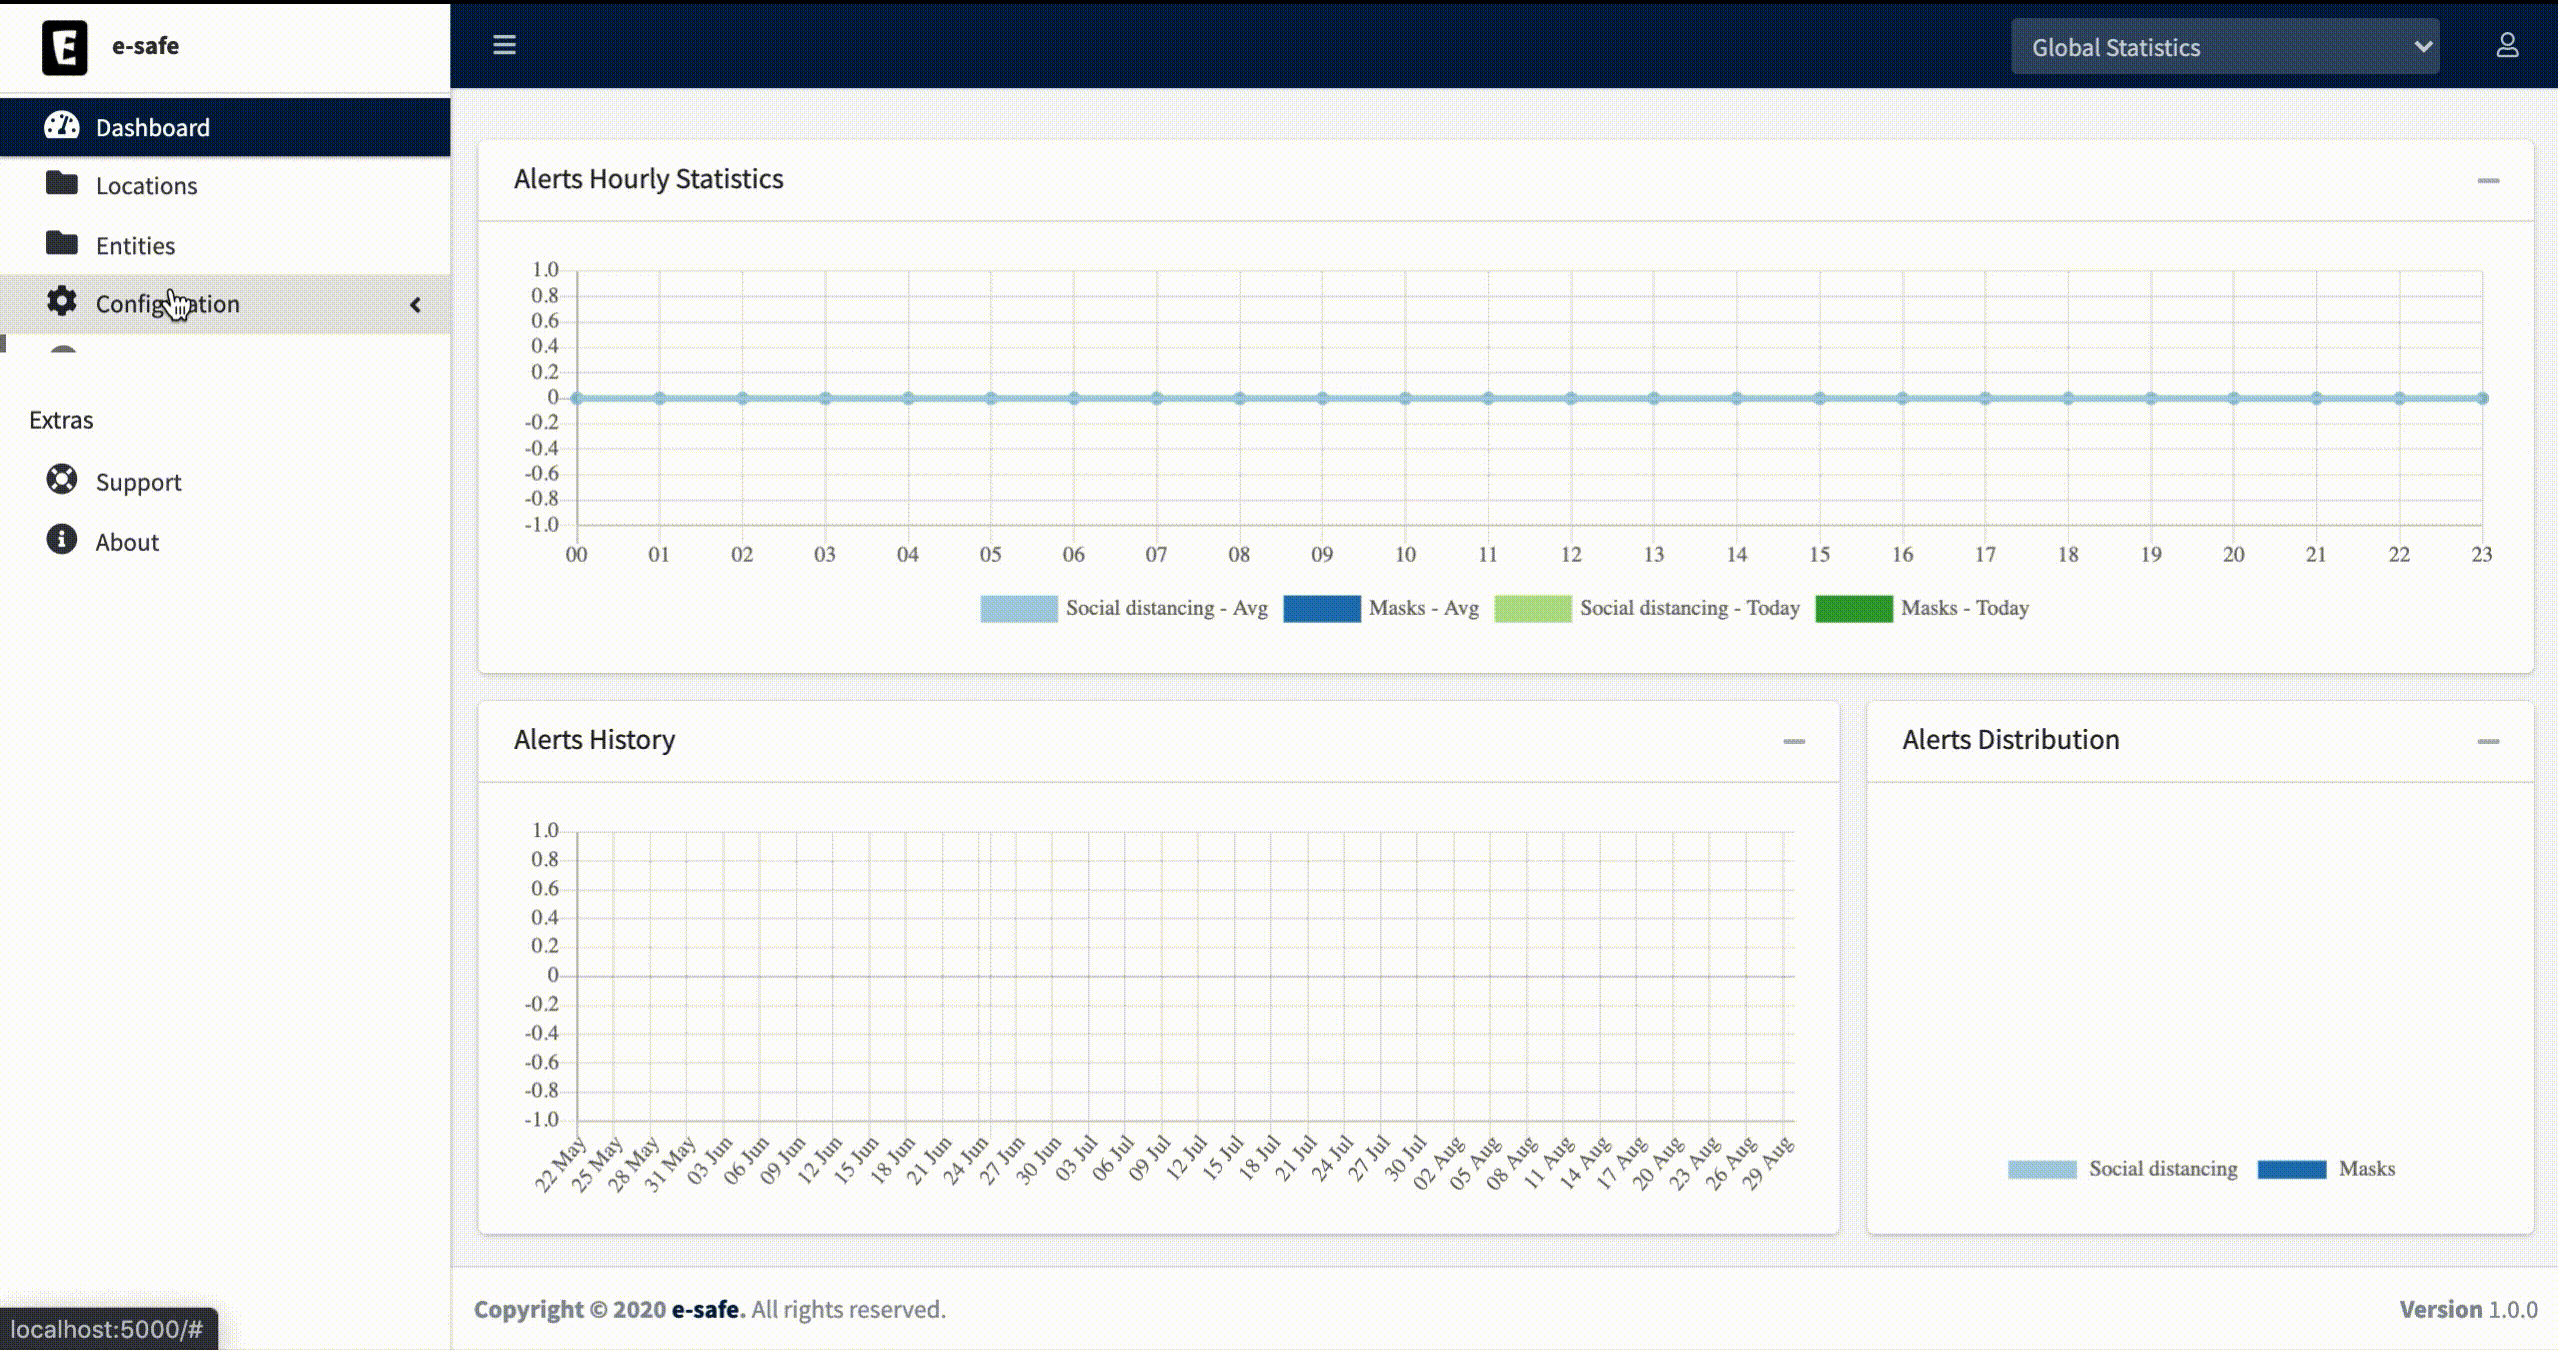 e-safe
Global Statistics
Dashboard
Locations
Entities
Configuration
Extras
Support
About
Alerts Hourly Statistics
1.0
0.8
0.6
0.4
0.2
0
-0.2
-0.4
-0.6
-0.8
-1.0
00 01 02 03 04 05 06 07 08 09 10 11 12 13 14 15 16 17 18 19 20 21 22 23
Social distancing - Avg Masks - Avg Social distancing - Today Masks - Today
Alerts History
1.0
0.8
0.6
0.4
0.2
0
-0.2
-0.4
-0.6
-0.8
-1.0
22 May 25 May 28 May 31 May 03 Jun 06 Jun 09 Jun 12 Jun 15 Jun 18 Jun 21 Jun 24 Jun 27 Jun 30 Jun 03 Jul 06 Jul 09 Jul 12 Jul 15 Jul 18 Jul 21 Jul 24 Jul 27 Jul 30 Jul 02 Aug 05 Aug 08 Aug 11 Aug 14 Aug 17 Aug 20 Aug 23 Aug 26 Aug 29 Aug
Alerts Distribution
Social distancing Masks
Copyright © 2020 e-safe. All rights reserved.
Version 1.0.0
localhost:5000/#